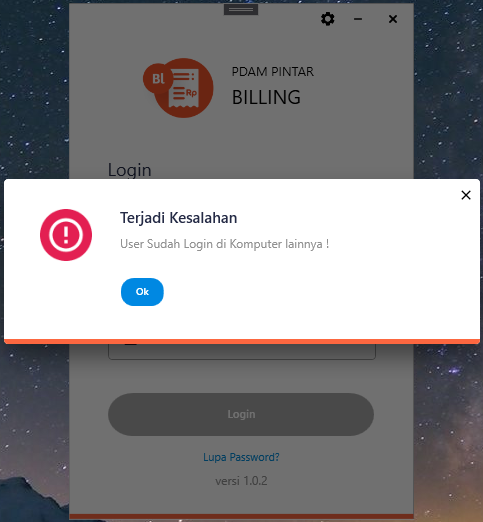 Bl
Rp
PDAM PINTAR
BILLING
Login
Terjadi Kesalahan
User Sudah Login di Komputer lainnya !
Ok
Login
Lupa Password?
versi 1.0.2